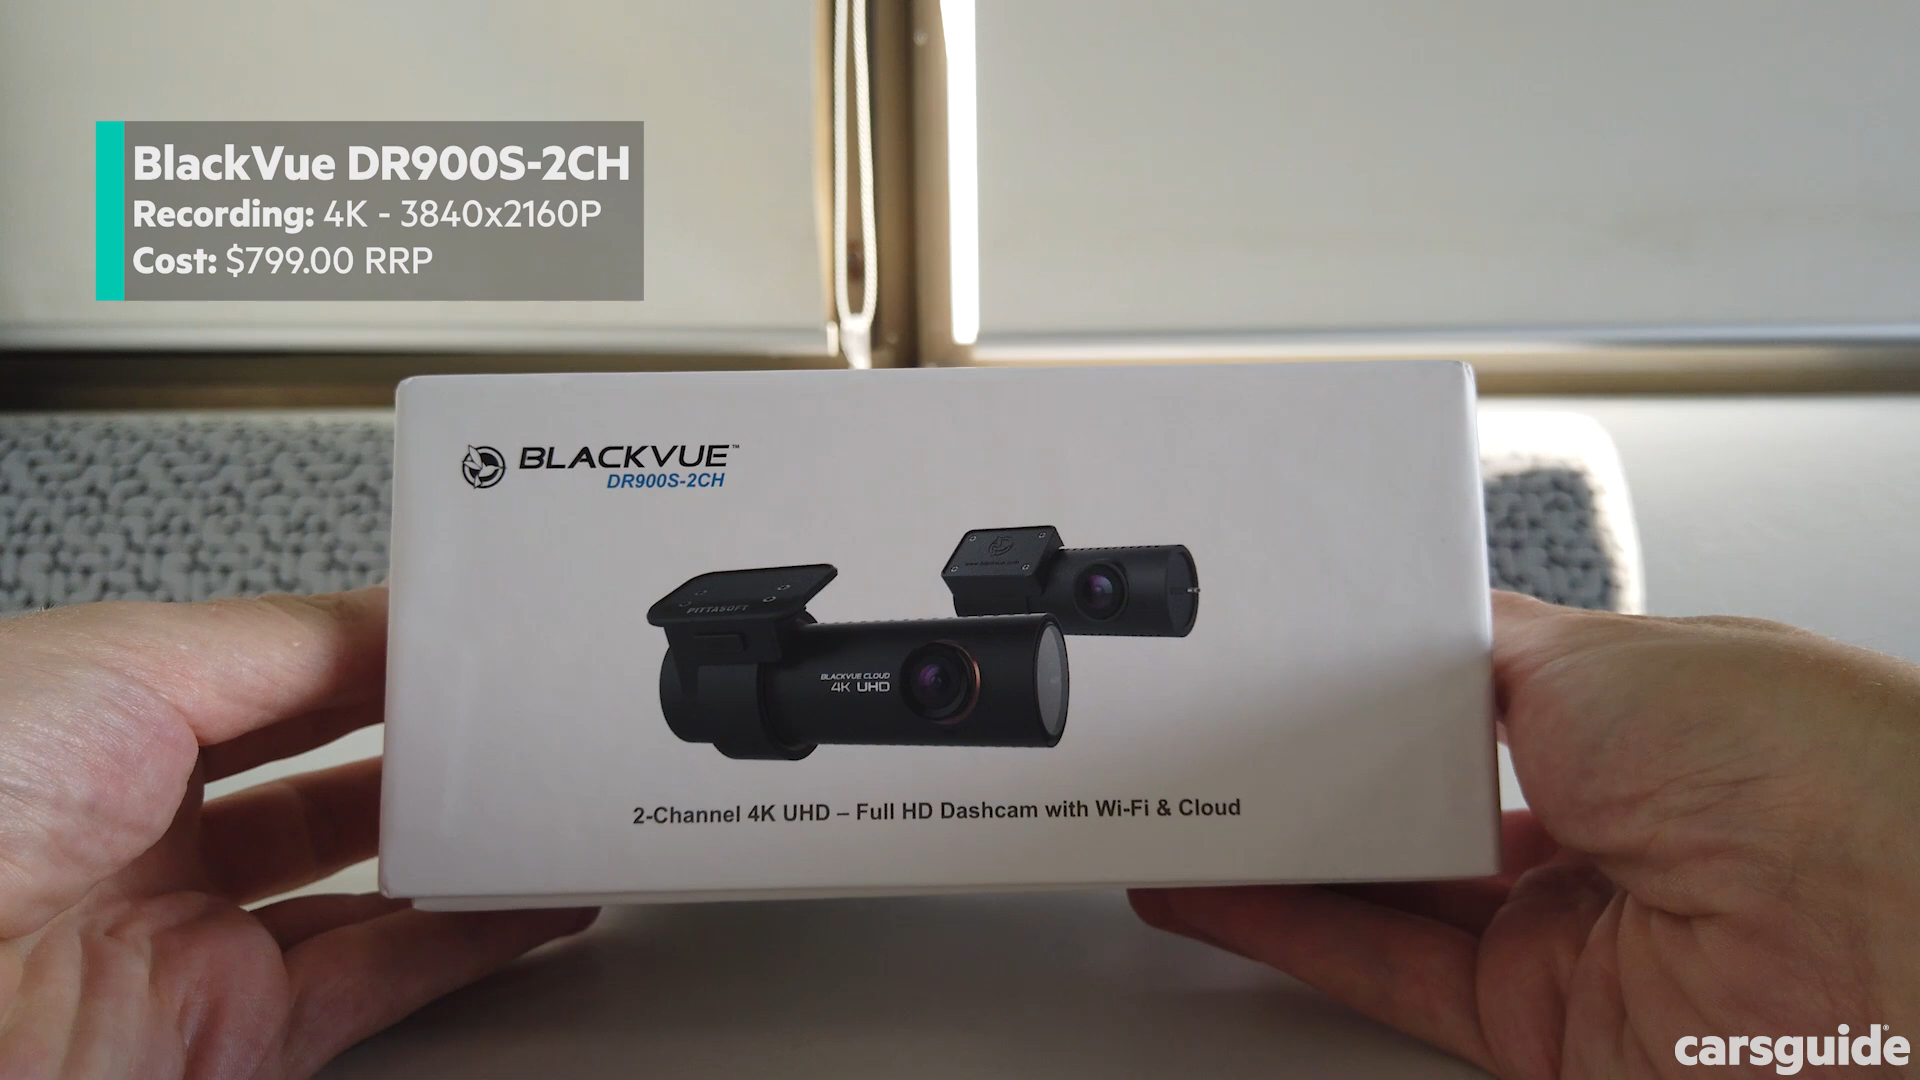 BlackVue DR900S-2CH
Recording: 4K - 3840x2160P
Cost: $799.00 RRP
BLACKVUE™
DR900S-2CH
PITTASOFT
BLACKVUE CLOUD
4K UHD
2-Channel 4K UHD – Full HD Dashcam with Wi-Fi & Cloud
carsguide